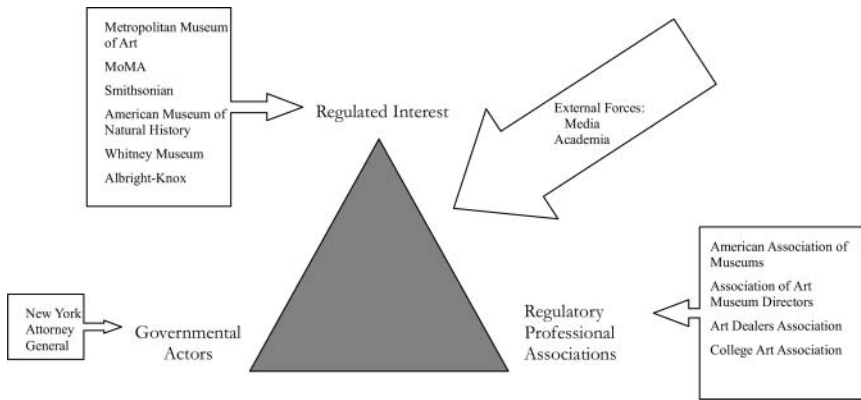 Metropolitan Museum
of Art
MoMA
Smithsonian
American Museum of
Natural History
Whitney Museum
Albright-Knox
Regulated Interest
External Forces:
Media
Academia
New York
Attorney
General
Governmental
Actors
Regulatory
Professional
Associations
American Association of
Museums
Association of Art
Museum Directors
Art Dealers Association
College Art Association